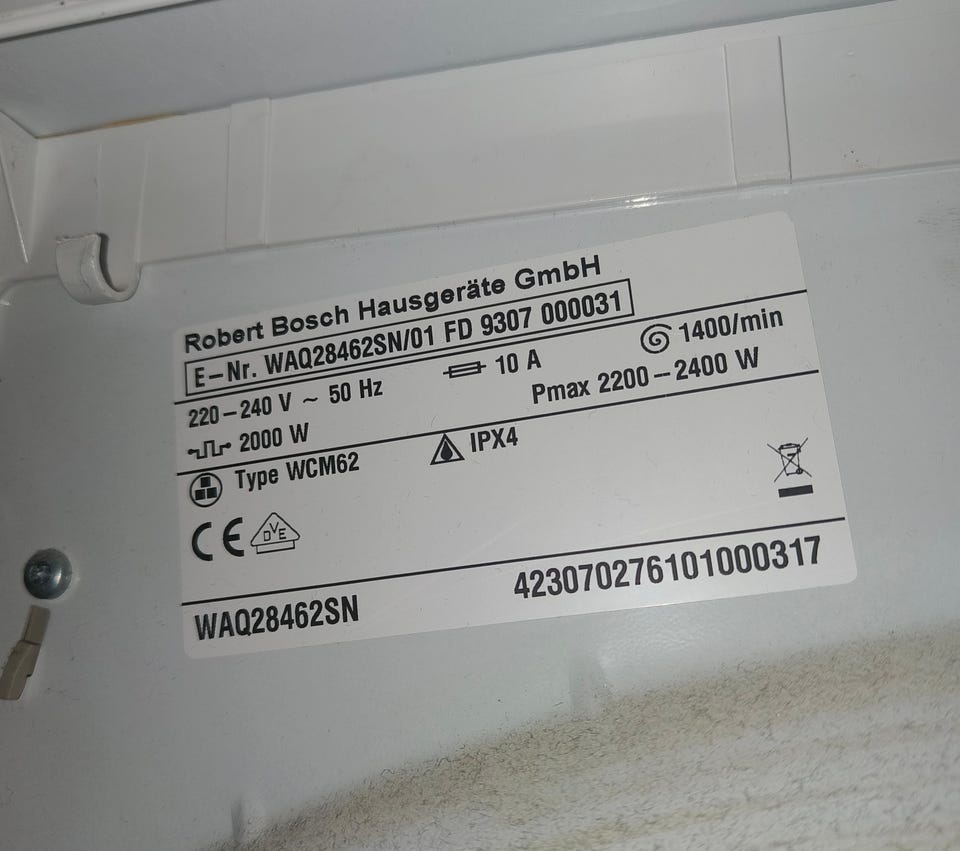 Robert Bosch Hausgeräte GmbH
E-Nr. WAQ28462SN/01 FD 9307 000031
220-240 V ~ 50 Hz 10 A 1400/min
2000 W Pmax 2200-2400 W
Type WCM62 IPX4
CE DVE
WAQ28462SN 423070276101000317